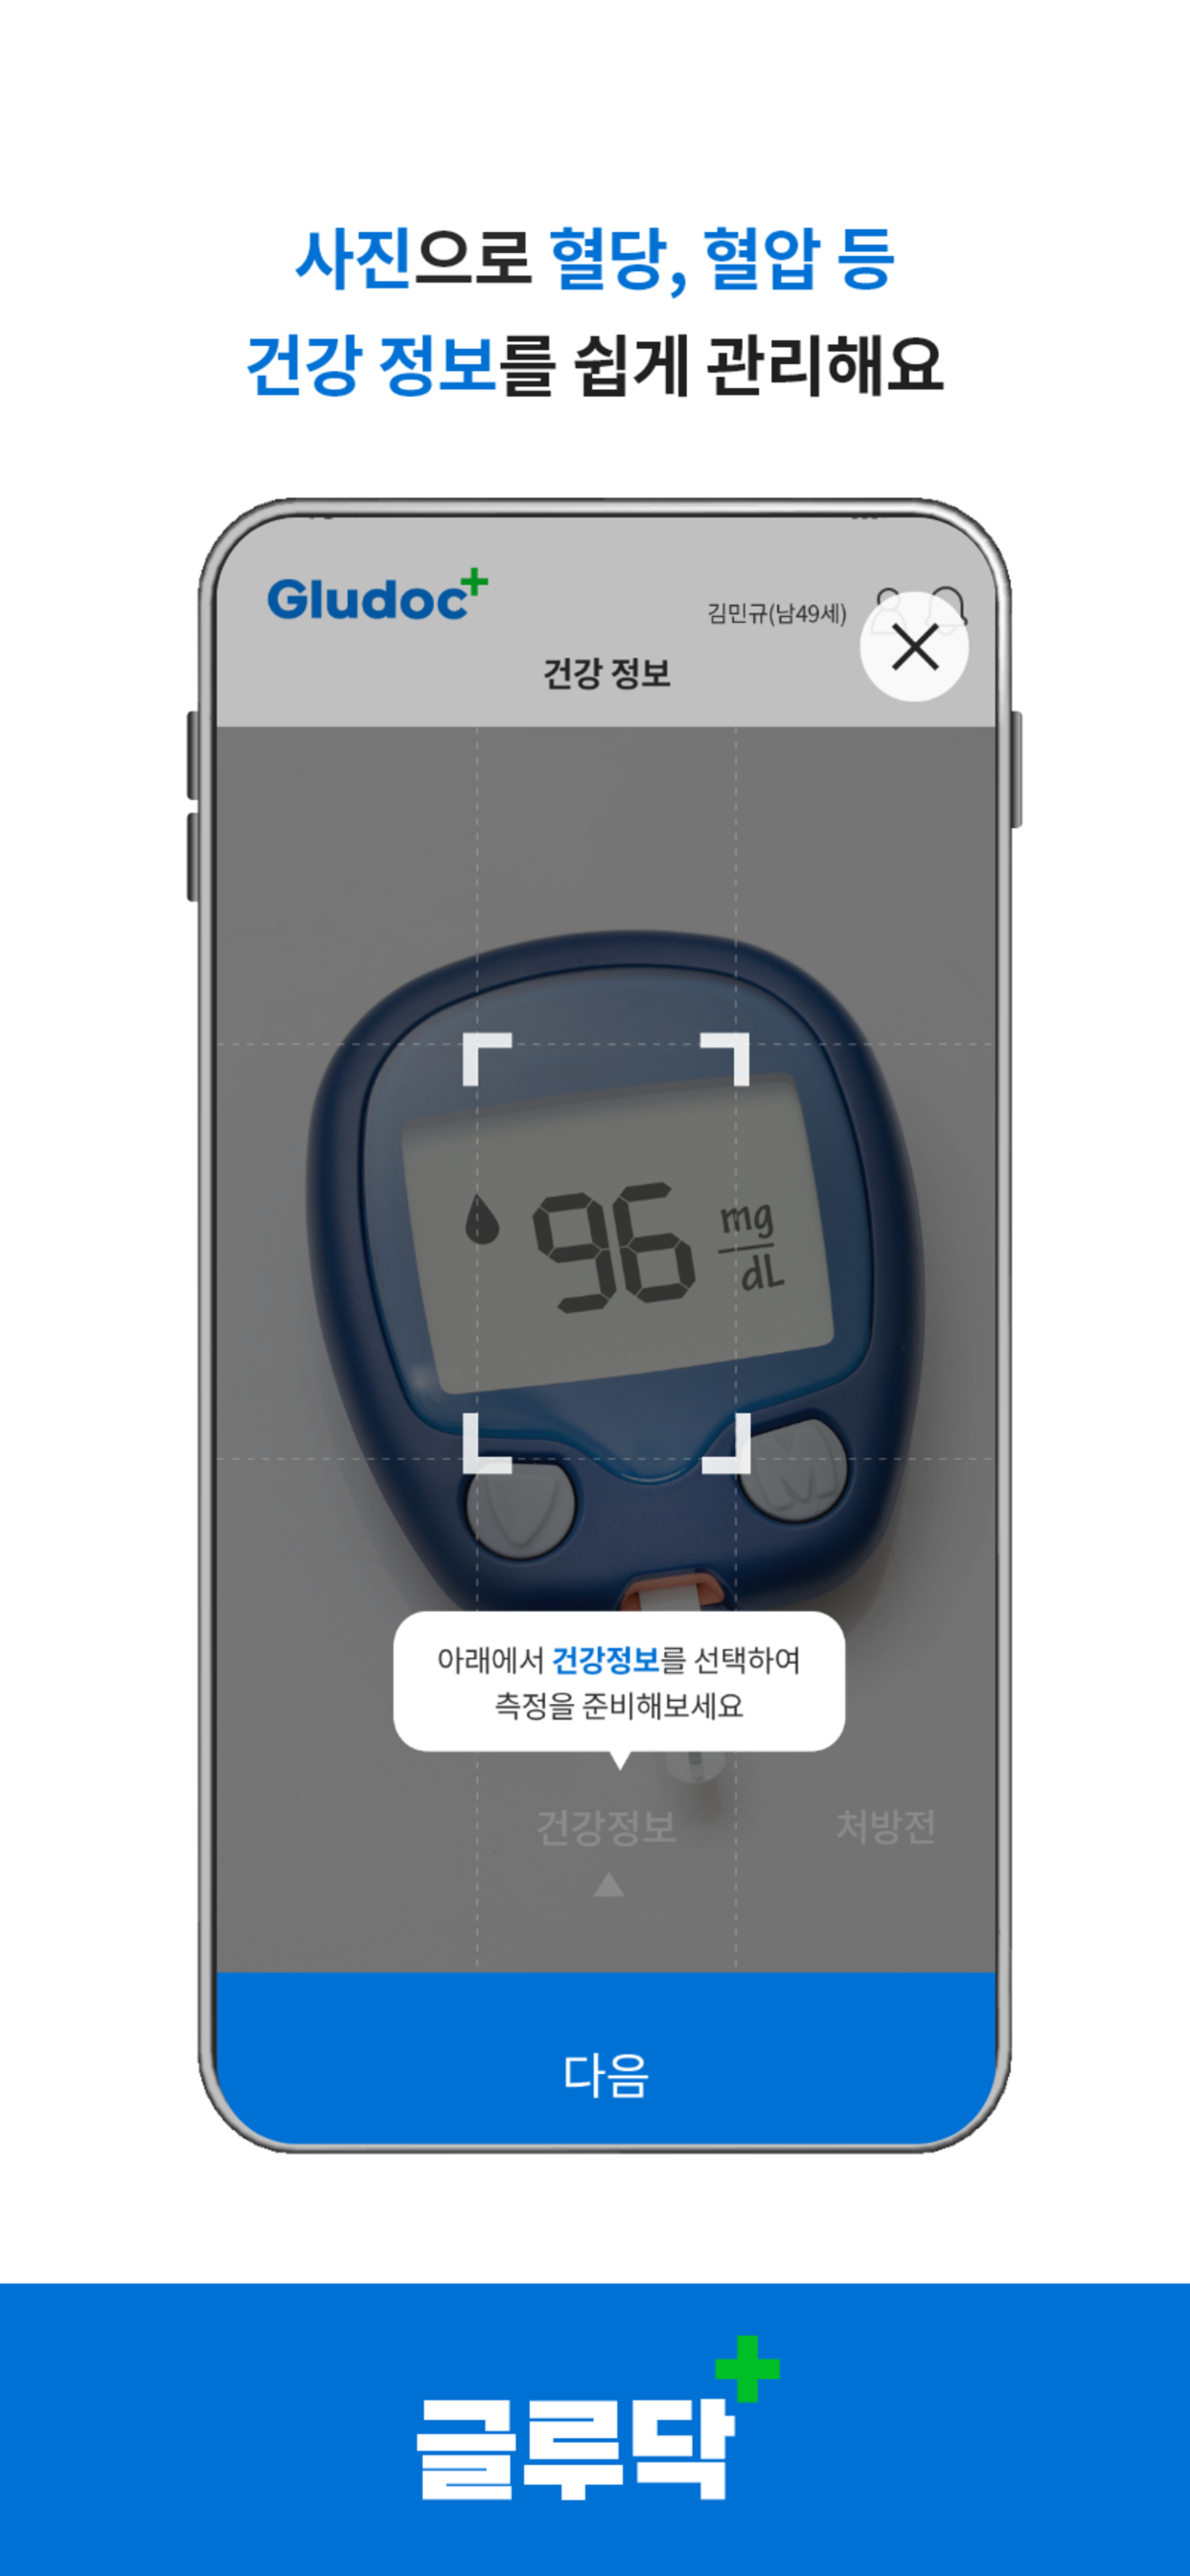 사진으로 혈당, 혈압 등
건강 정보를 쉽게 관리해요
Gludoc+
김민규(남49세)
건강 정보
96 mg/dL
M
아래에서 건강정보를 선택하여
측정을 준비해보세요
건강정보 처방전
다음
글루닥+